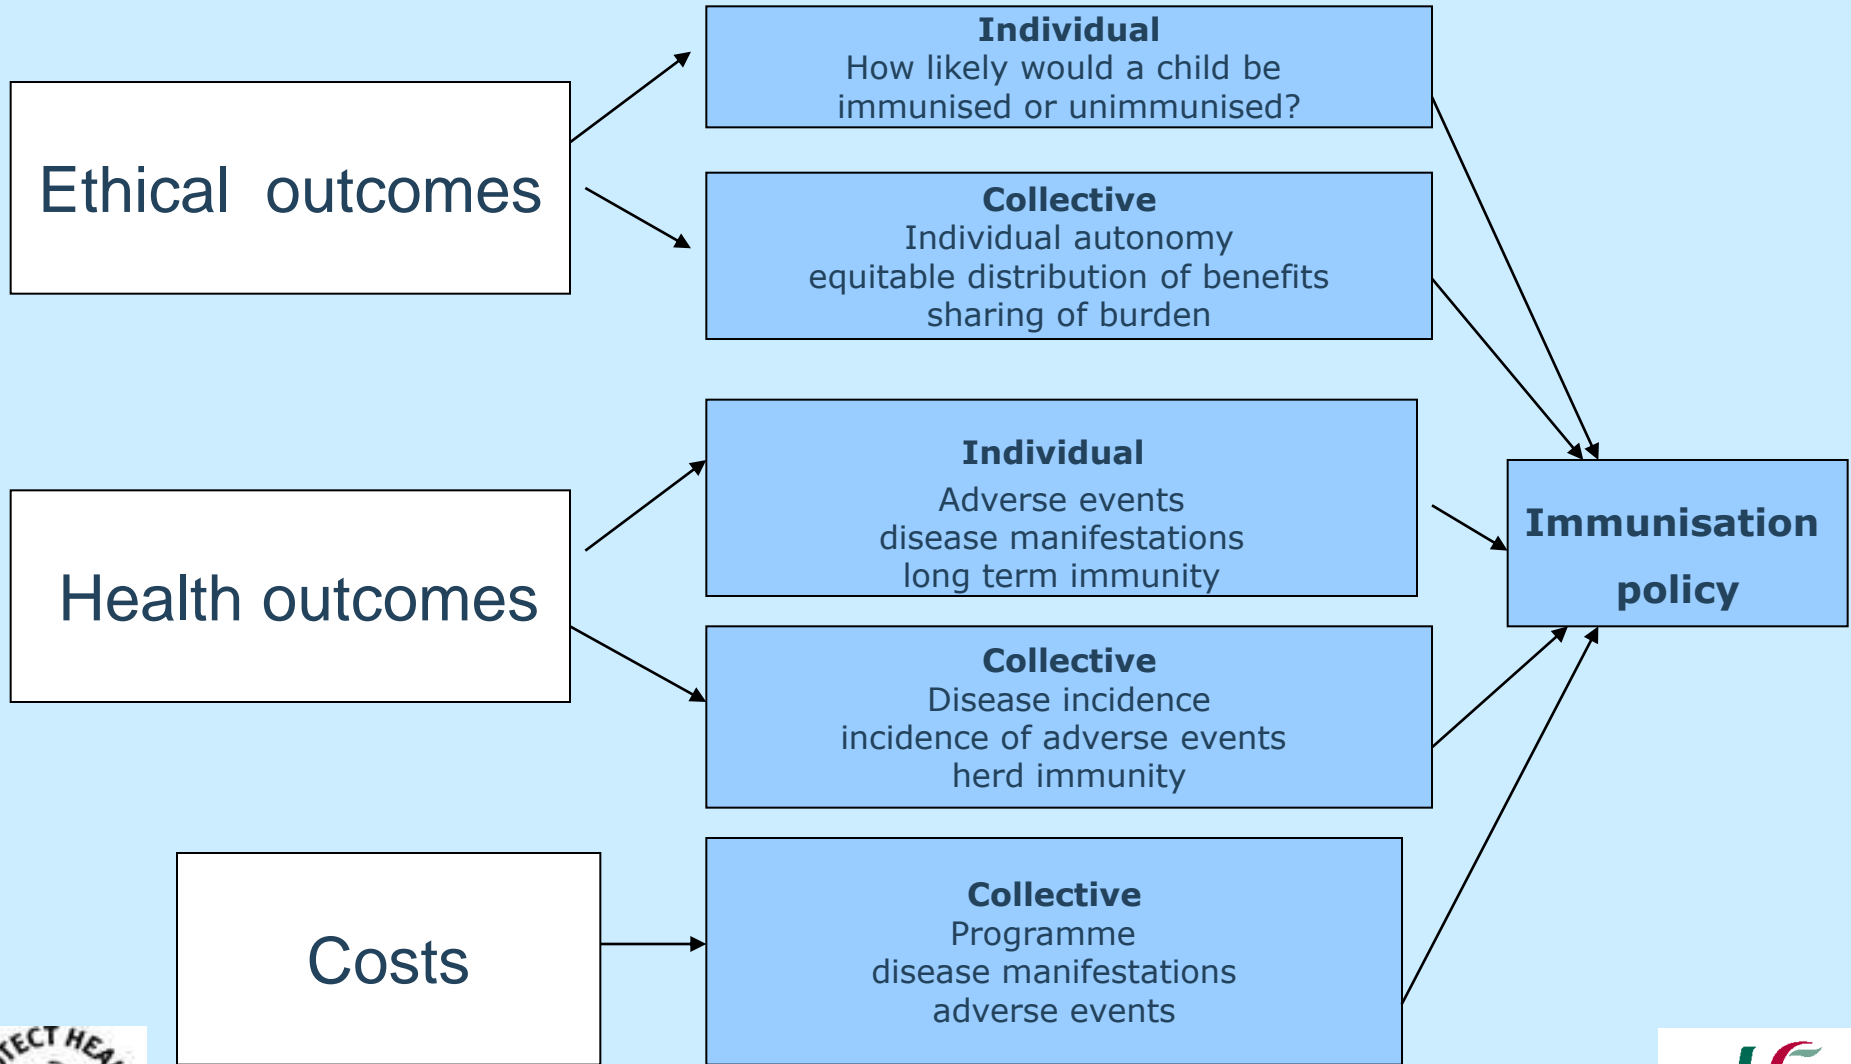 Ethical outcomes
Individual
How likely would a child be
immunised or unimmunised?
Collective
Individual autonomy
equitable distribution of benefits
sharing of burden
Health outcomes
Individual
Adverse events
disease manifestations
long term immunity
Collective
Disease incidence
incidence of adverse events
herd immunity
Costs
Collective
Programme
disease manifestations
adverse events
Immunisation
policy